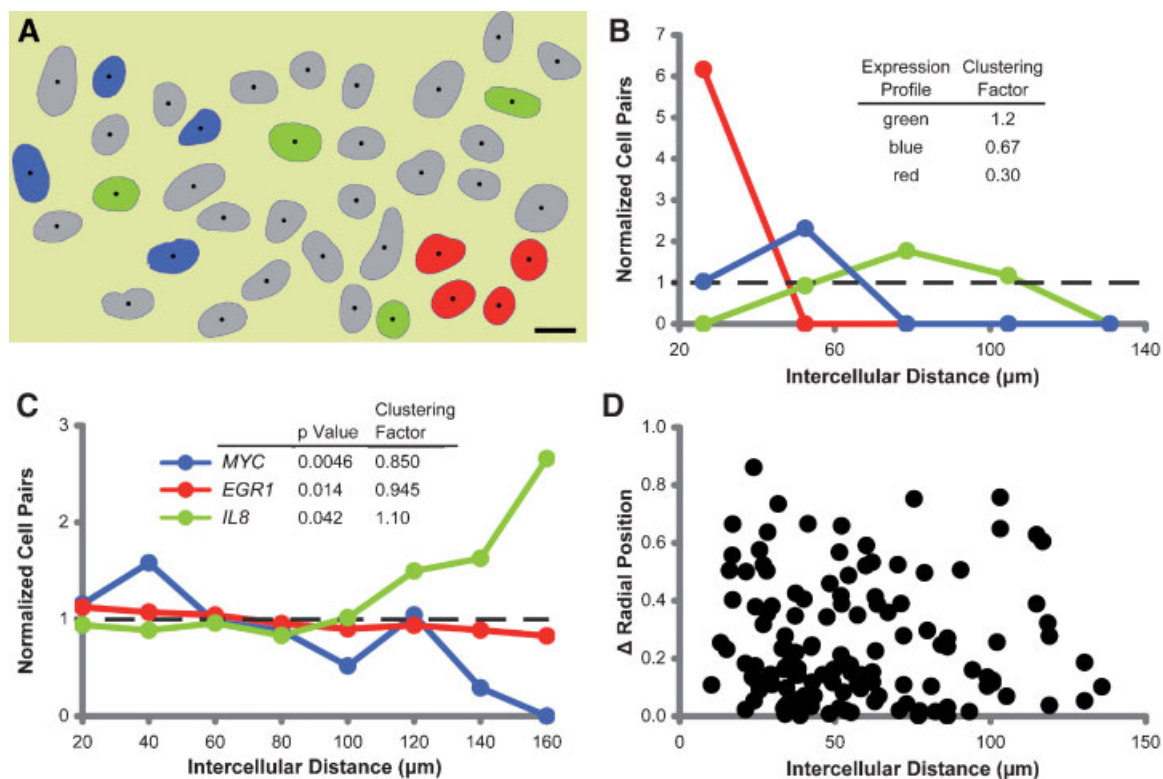 A
B
7
6
5
4
3
2
1
0
Normalized Cell Pairs
Expression Profile Clustering Factor
green 1.2
blue 0.67
red 0.30
20 60 100 140
Intercellular Distance (µm)
C
3
2
1
0
Normalized Cell Pairs
p Value Clustering Factor
MYC 0.0046 0.850
EGR1 0.014 0.945
IL8 0.042 1.10
20 40 60 80 100 120 140 160
Intercellular Distance (µm)
D
1.0
0.8
0.6
0.4
0.2
0.0
Δ Radial Position
0 50 100 150
Intercellular Distance (µm)